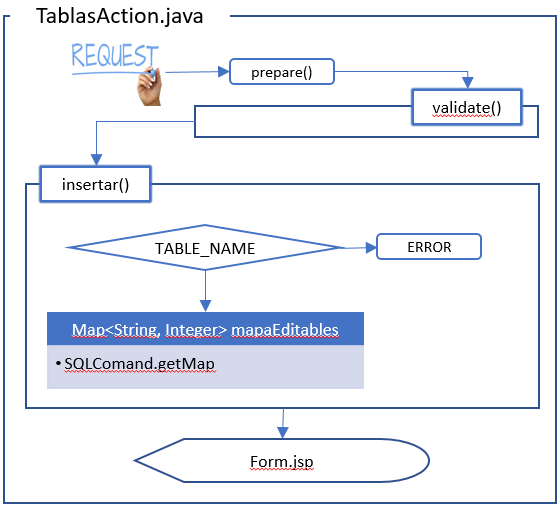 TablasAction.java
REQUEST
prepare()
validate()
insertar()
TABLE_NAME
ERROR
Map<String, Integer> mapaEditables
• SQLComand.getMap
Form.jsp